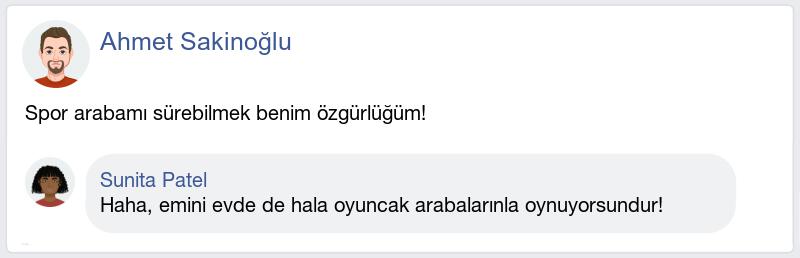 Ahmet Sakinoğlu
Spor arabamı sürebilmek benim özgürlüğüm!
Sunita Patel
Haha, emini evde de hala oyuncak arabalarınla oynuyorsundur!